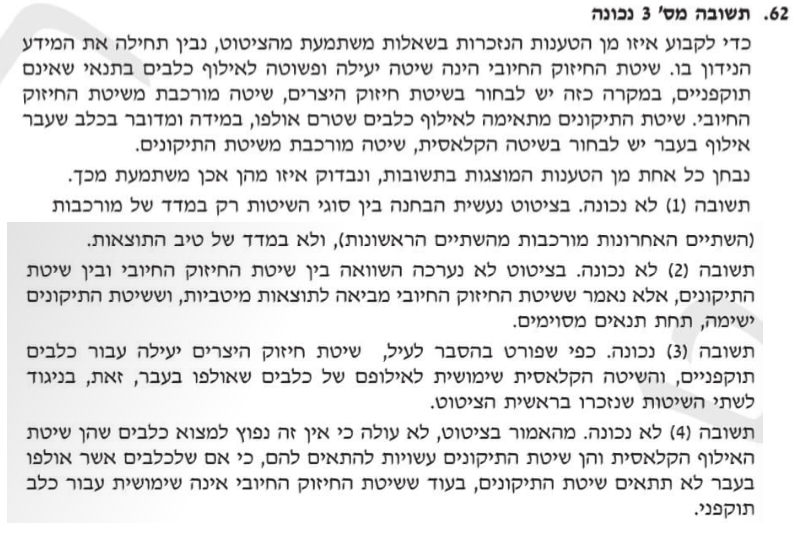 62. תשובה מס' 3 נכונה
כדי לקבוע איזו מן הטענות הנזכרות בשאלות משתמעת מהציטוט, נבין תחילה את המידע
הנידון בו. שיטת החיזוק החיובי הינה שיטה יעילה ופשוטה לאילוף כלבים בתנאי שאינם
תוקפניים, במקרה כזה יש לבחור בשיטת חיזוק היצרים, שיטה מורכבת משיטת החיזוק
החיובי. שיטת התיקונים מתאימה לאילוף כלבים שטרם אולפו, במידה ומדובר בכלב שעבר
אילוף בעבר יש לבחור בשיטה הקלאסית, שיטה מורכבת משיטת התיקונים.
נבחן כל אחת מן הטענות המוצגות בתשובות, ונבדוק איזו מהן אכן משתמעת מכך.
תשובה (1) לא נכונה. בציטוט נעשית הבחנה בין סוגי השיטות רק במדד של מורכבות
(השתיים האחרונות מורכבות מהשתיים הראשונות), ולא במדד של טיב התוצאות.
תשובה (2) לא נכונה. בציטוט לא נערכה השוואה בין שיטת החיזוק החיובי ובין שיטת
התיקונים, אלא נאמר ששיטת החיזוק החיובי מביאה לתוצאות מיטביות, וששיטת התיקונים
ישימה, תחת תנאים מסוימים.
תשובה (3) נכונה. כפי שפורט בהסבר לעיל, שיטת חיזוק היצרים יעילה עבור כלבים
תוקפניים, והשיטה הקלאסית שימושית לאילופם של כלבים שאולפו בעבר, זאת, בניגוד
לשתי השיטות שנזכרו בראשית הציטוט.
תשובה (4) לא נכונה. מהאמור בציטוט, לא עולה כי אין זה נפוץ למצוא כלבים שהן שיטת
האילוף הקלאסית והן שיטת התיקונים עשויות להתאים להם, כי אם שלכלבים אשר אולפו
בעבר לא תתאים שיטת התיקונים, בעוד ששיטת החיזוק החיובי אינה שימושית עבור כלב
תוקפני.